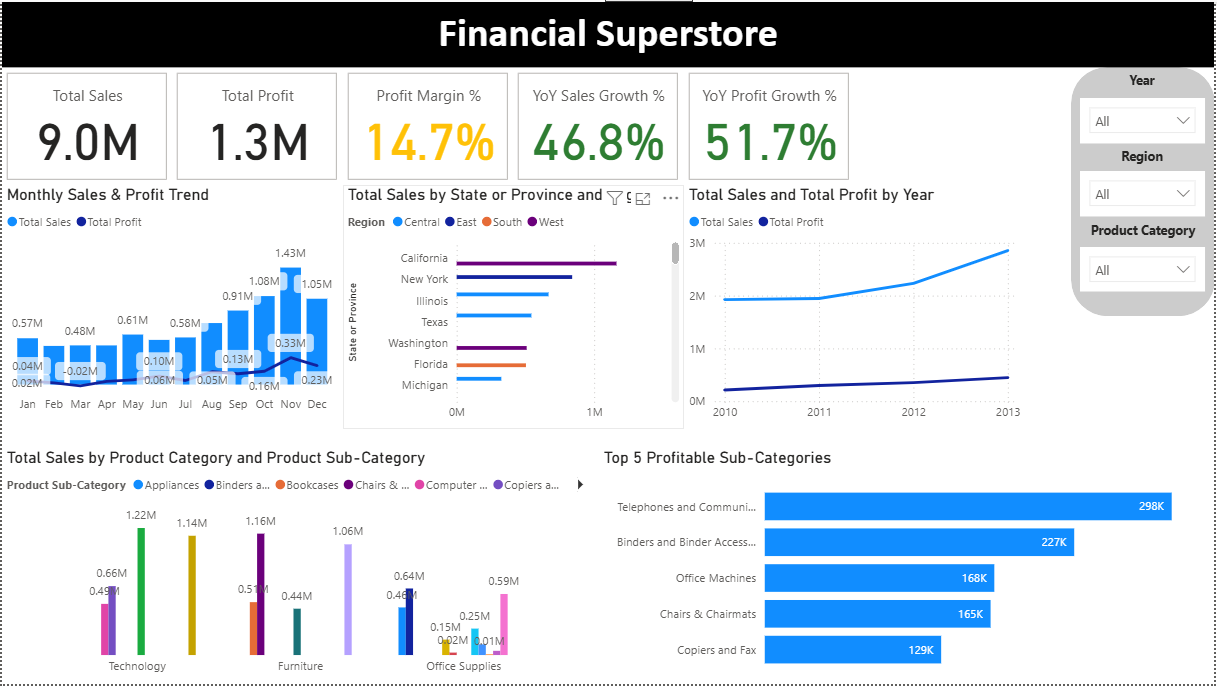 Financial Superstore
Total Sales
9.0M
Total Profit
1.3M
Profit Margin %
14.7%
YoY Sales Growth %
46.8%
YoY Profit Growth %
51.7%
Year
All
Region
All
Product Category
All
Monthly Sales & Profit Trend
Total Sales Total Profit
1.43M
1.08M 1.05M
0.91M
0.57M 0.48M 0.61M 0.58M
0.33M
0.04M -0.02M 0.10M 0.13M
0.02M 0.06M 0.05M 0.16M 0.23M
Jan Feb Mar Apr May Jun Jul Aug Sep Oct Nov Dec
Total Sales by State or Province and
Region Central East South West
State or Province
California
New York
Illinois
Texas
Washington
Florida
Michigan
0M 1M
Total Sales and Total Profit by Year
Total Sales Total Profit
3M
2M
1M
0M
2010 2011 2012 2013
Total Sales by Product Category and Product Sub-Category
Product Sub-Category Appliances Binders a... Bookcases Chairs & ... Computer ... Copiers a...
1.22M 1.14M 1.16M 1.06M
0.66M 0.64M 0.59M
0.49M 0.51M 0.44M 0.46M
0.15M 0.25M
0.02M 0.01M
Technology Furniture Office Supplies
Top 5 Profitable Sub-Categories
Telephones and Communi... 298K
Binders and Binder Access... 227K
Office Machines 168K
Chairs & Chairmats 165K
Copiers and Fax 129K